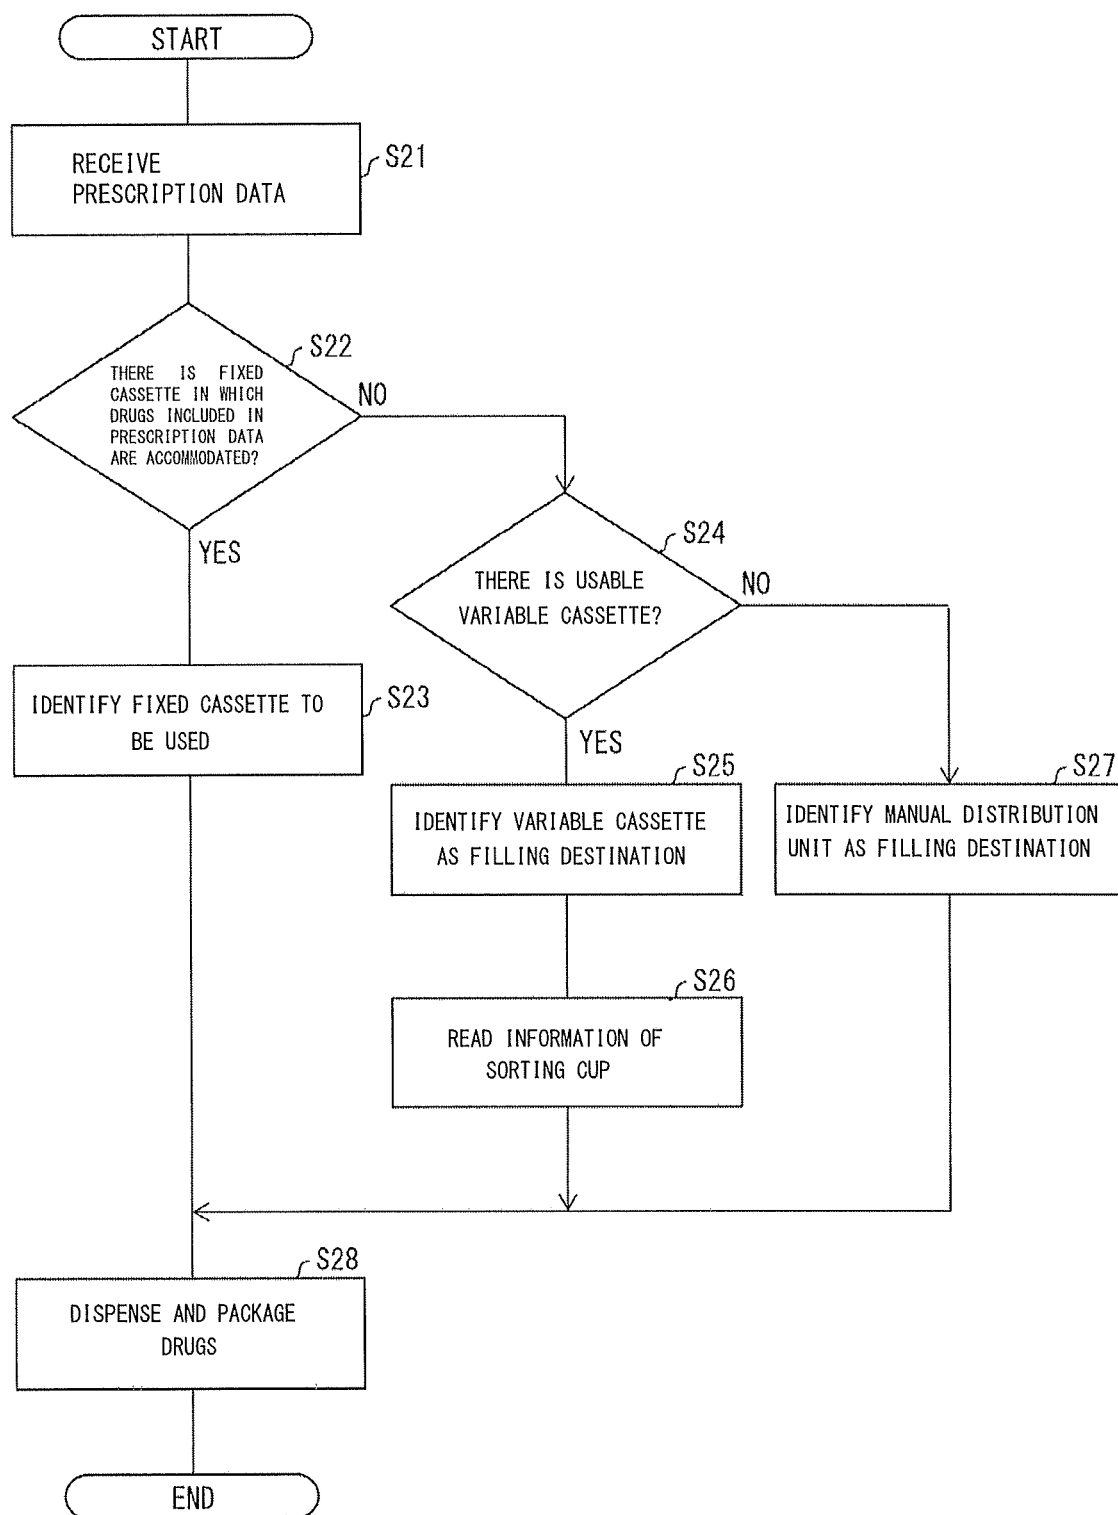 START
RECEIVE
PRESCRIPTION DATA
S21
THERE IS FIXED
CASSETTE IN WHICH
DRUGS INCLUDED IN
PRESCRIPTION DATA
ARE ACCOMMODATED?
S22
NO
YES
S24
THERE IS USABLE
VARIABLE CASSETTE?
NO
YES
IDENTIFY FIXED CASSETTE TO
BE USED
S23
S25
IDENTIFY VARIABLE CASSETTE
AS FILLING DESTINATION
S27
IDENTIFY MANUAL DISTRIBUTION
UNIT AS FILLING DESTINATION
S26
READ INFORMATION OF
SORTING CUP
S28
DISPENSE AND PACKAGE
DRUGS
END